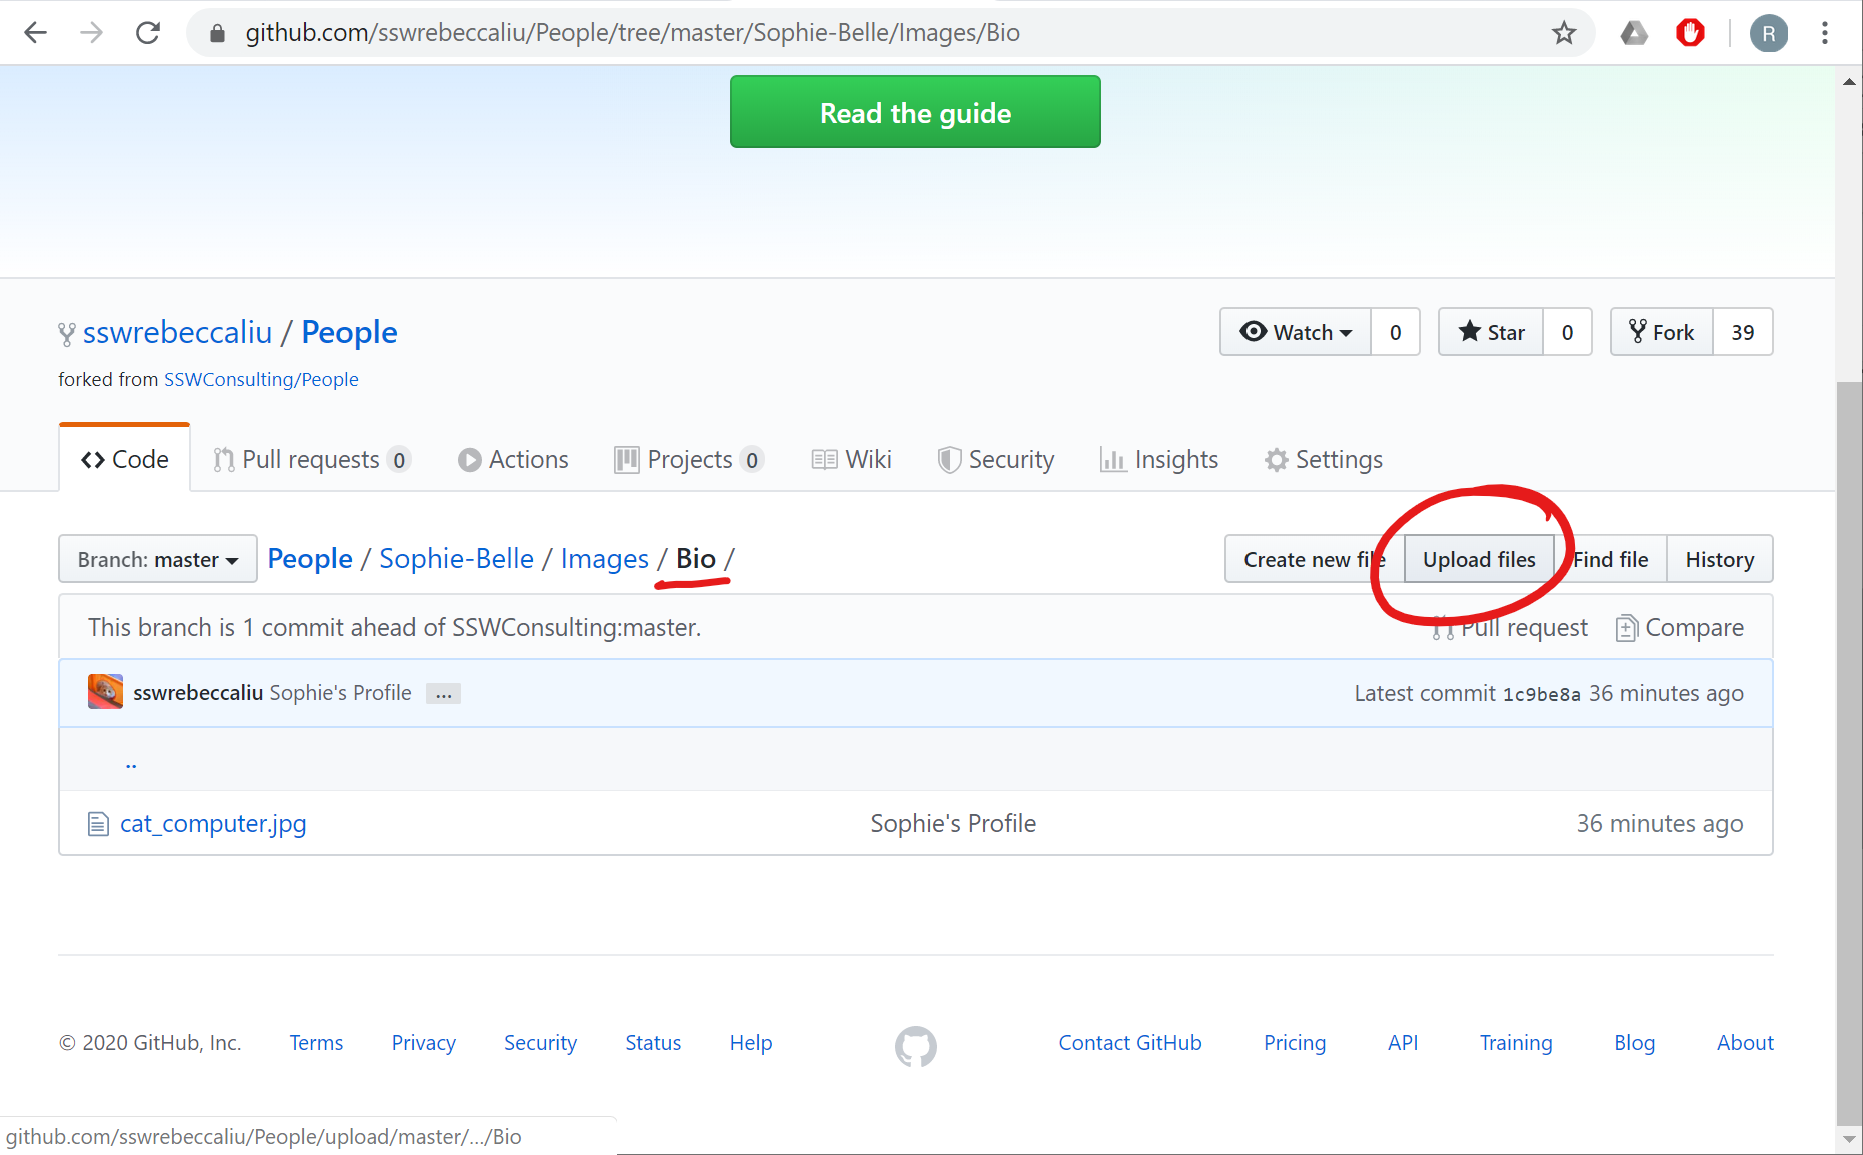 github.com/sswrebeccaliu/People/tree/master/Sophie-Belle/Images/Bio
R
Read the guide
sswrebeccaliu / People
Watch 0
Star 0
Fork 39
forked from SSWConsulting/People
Code
Pull requests 0
Actions
Projects 0
Wiki
Security
Insights
Settings
Branch: master
People / Sophie-Belle / Images / Bio /
Create new file
Upload files
Find file
History
This branch is 1 commit ahead of SSWConsulting:master.
Pull request
Compare
sswrebeccaliu Sophie's Profile ...
Latest commit 1c9be8a 36 minutes ago
..
cat_computer.jpg
Sophie's Profile
36 minutes ago
© 2020 GitHub, Inc.
Terms
Privacy
Security
Status
Help
Contact GitHub
Pricing
API
Training
Blog
About
github.com/sswrebeccaliu/People/upload/master/.../Bio